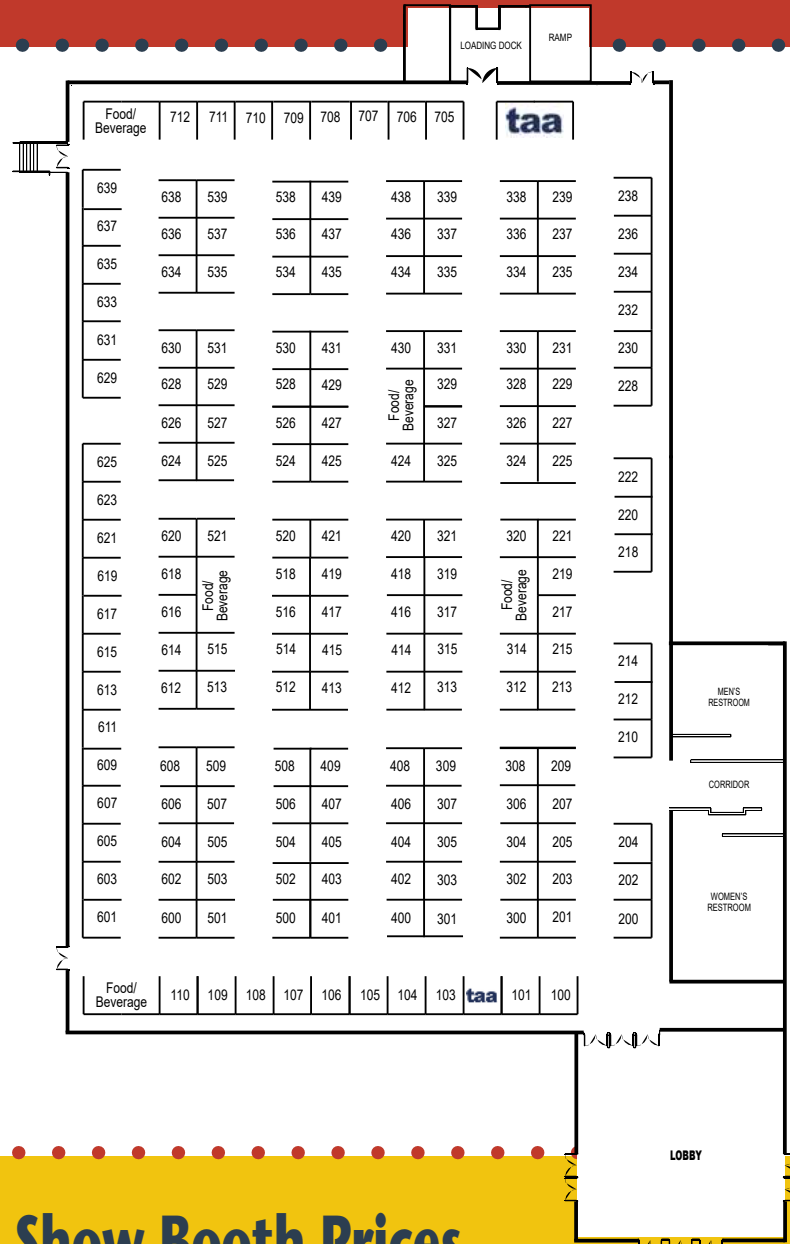 LOADING DOCK
RAMP
Food/
Beverage
712 711 710 709 708 707 706 705
taa
639
638 539 538 439 438 339 338 239 238
637
636 537 536 437 436 337 336 237 236
635
634 535 534 435 434 335 334 235 234
633
232
631
630 531 530 431 430 331 330 231 230
629
628 529 528 429
Food/
Beverage
329 328 229 228
626 527 526 427 327 326 227
625 624 525 524 425 424 325 324 225
222
623
220
621 620 521 520 421 420 321 320 221
218
619 618
Food/
Beverage
518 419 418 319
Food/
Beverage
219
617 616 516 417 416 317 217
615 614 515 514 415 414 315 314 215
214
613 612 513 512 413 412 313 312 213
212
MEN'S
RESTROOM
611
210
609 608 509 508 409 408 309 308 209
CORRIDOR
607 606 507 506 407 406 307 306 207
605 604 505 504 405 404 305 304 205 204
603 602 503 502 403 402 303 302 203 202
WOMEN'S
RESTROOM
601 600 501 500 401 400 301 300 201 200
Food/
Beverage
110 109 108 107 106 105 104 103 taa 101 100
LOBBY
Show Booth Prices